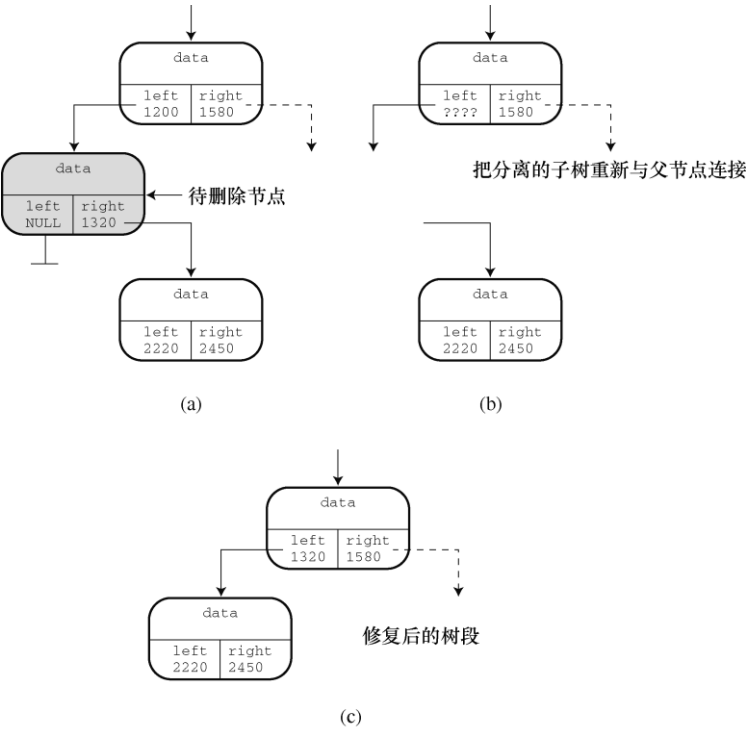 data
left right
1200 1580
data
left right
NULL 1320
待删除节点
data
left right
2220 2450
(a)
data
left right
???? 1580
把分离的子树重新与父节点连接
data
left right
2220 2450
(b)
data
left right
1320 1580
data
left right
2220 2450
修复后的树段
(c)